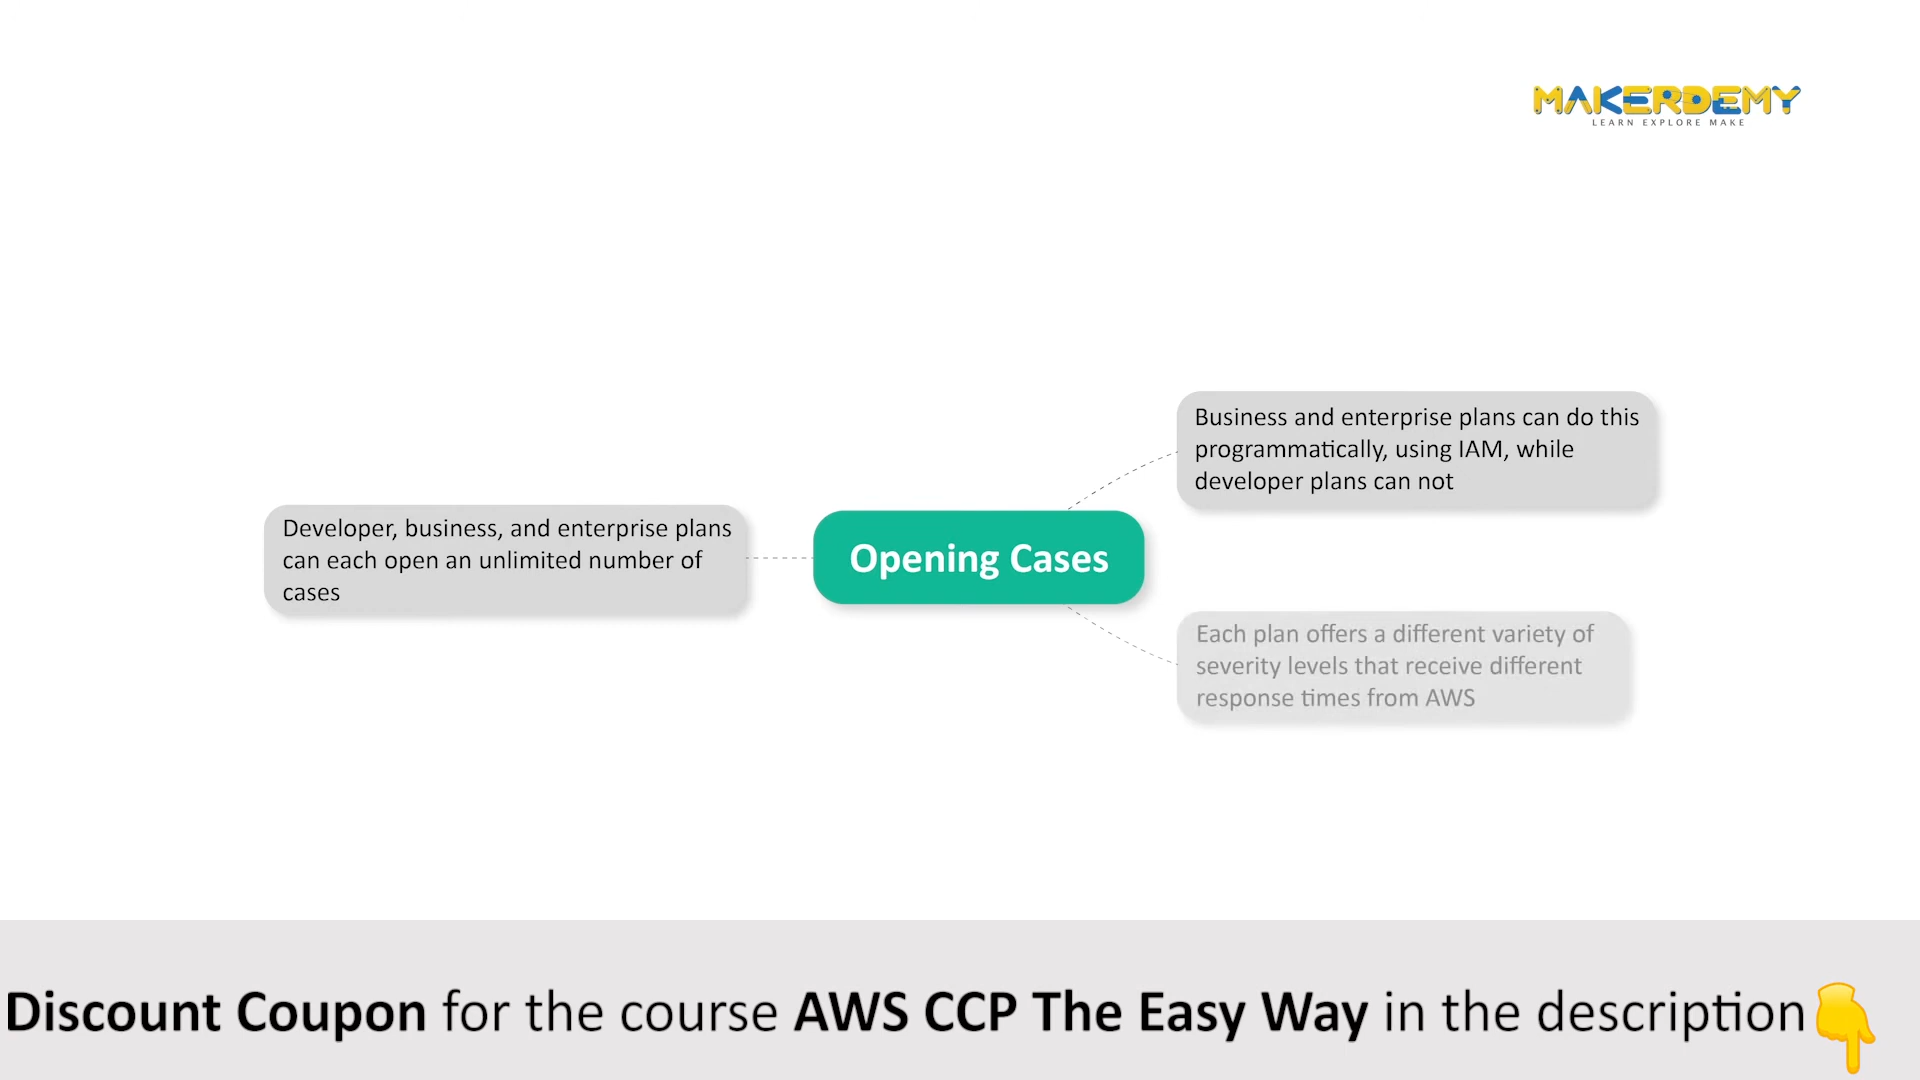 MAKERDEMY
LEARN EXPLORE MAKE
Developer, business, and enterprise plans
can each open an unlimited number of
cases
Opening Cases
Business and enterprise plans can do this
programmatically, using IAM, while
developer plans can not
Each plan offers a different variety of
severity levels that receive different
response times from AWS
Discount Coupon for the course AWS CCP The Easy Way in the description